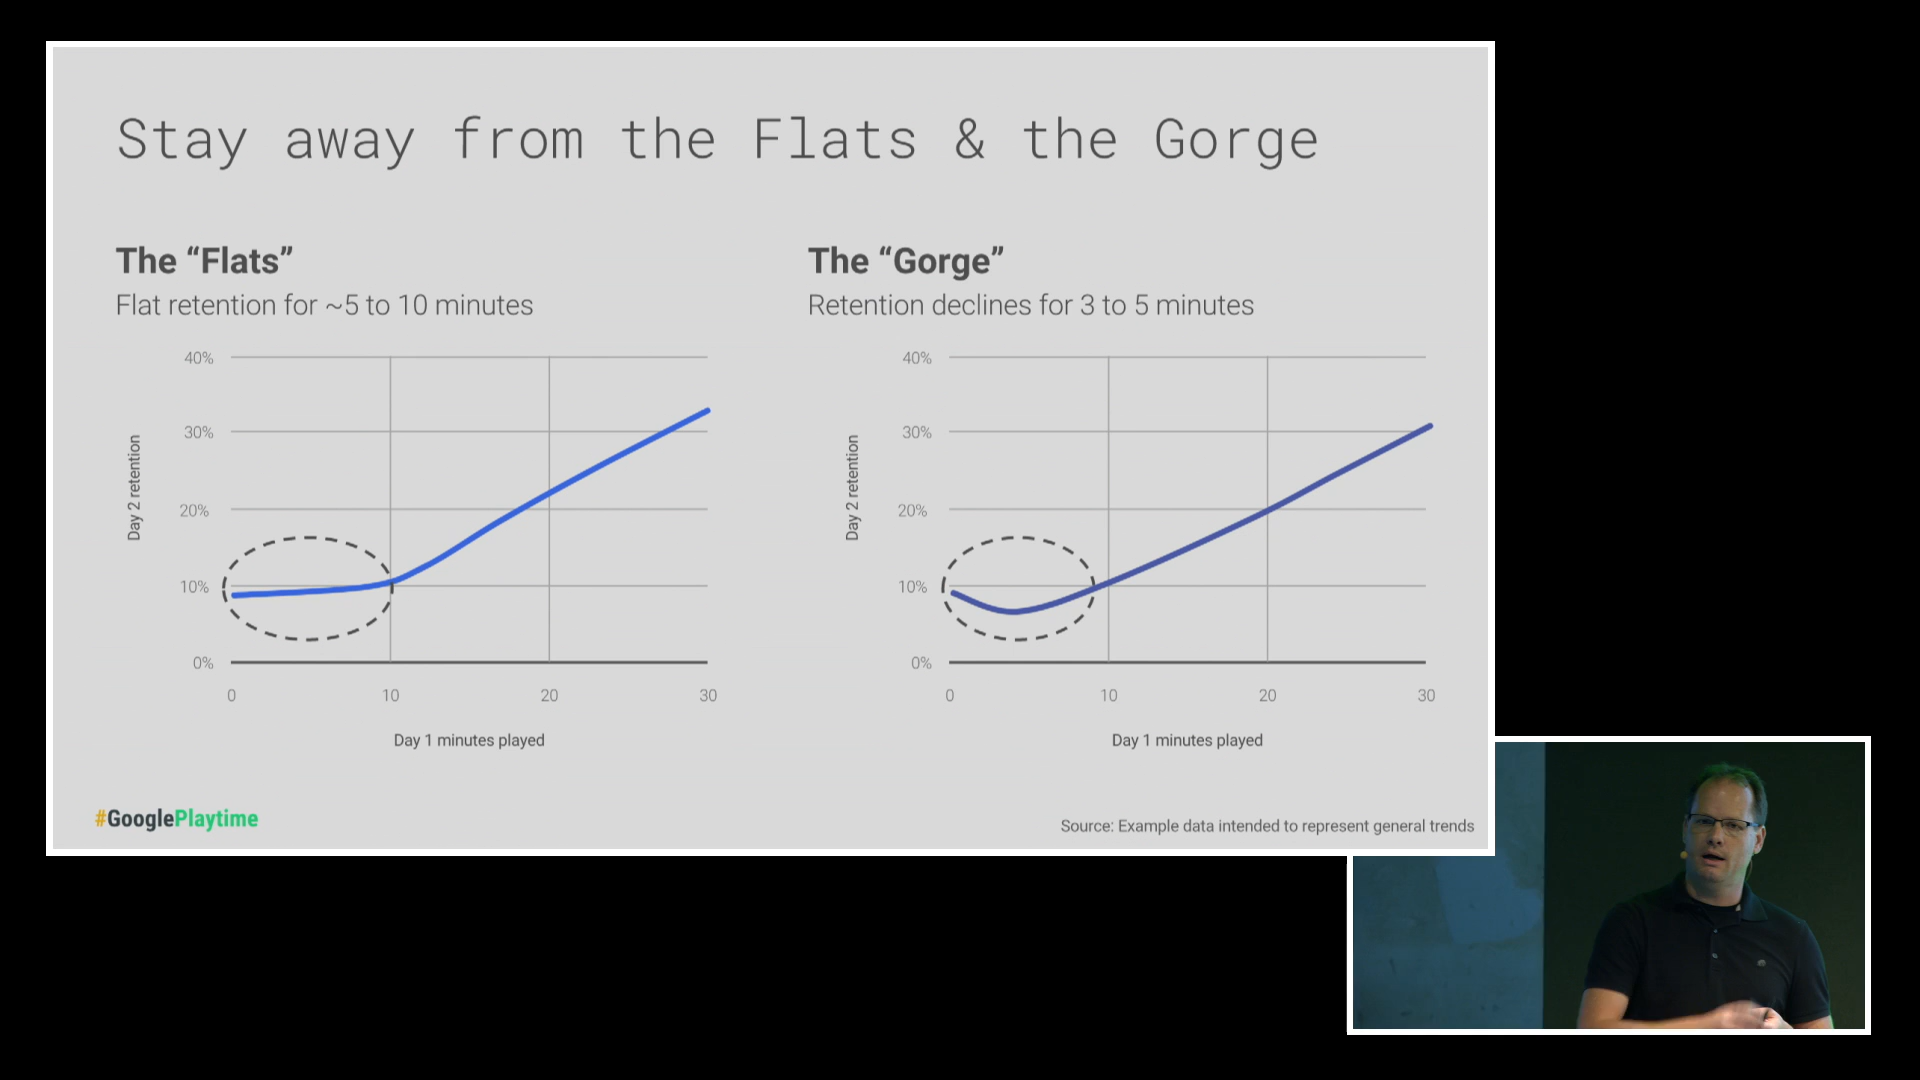 Stay away from the Flats & the Gorge
The “Flats”
Flat retention for ~5 to 10 minutes
40%
30%
20%
10%
0%
Day 2 retention
0 10 20 30
Day 1 minutes played
The “Gorge”
Retention declines for 3 to 5 minutes
40%
30%
20%
10%
0%
Day 2 retention
0 10 20 30
Day 1 minutes played
#GooglePlaytime
Source: Example data intended to represent general trends